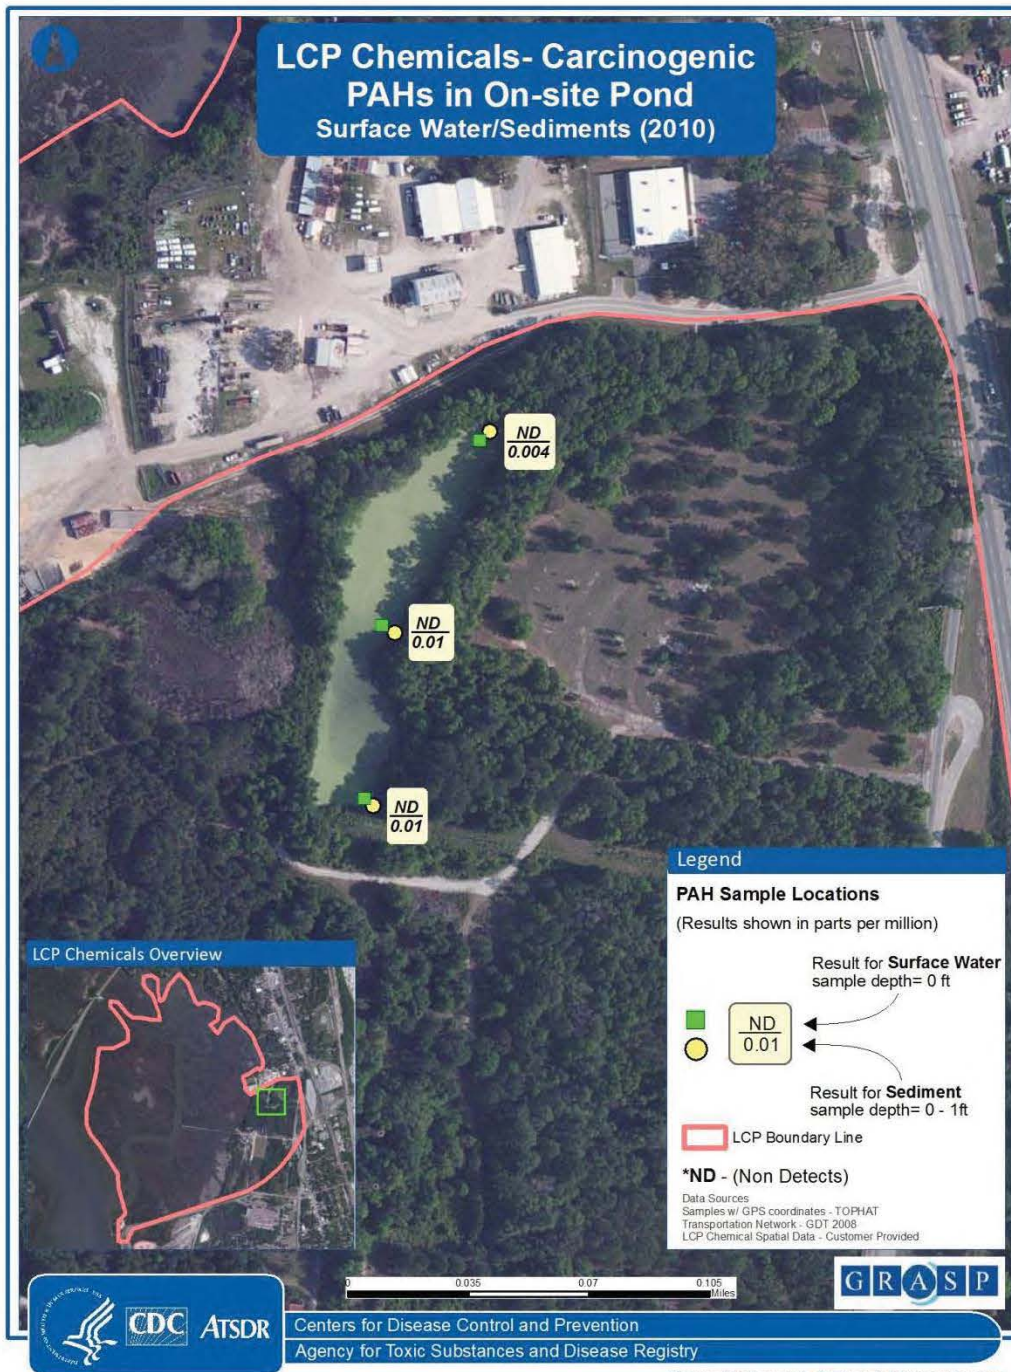 LCP Chemicals- Carcinogenic
PAHs in On-site Pond
Surface Water/Sediments (2010)
ND
0.004
ND
0.01
ND
0.01
Legend
PAH Sample Locations
(Results shown in parts per million)
Result for Surface Water
sample depth= 0 ft
ND
0.01
Result for Sediment
sample depth= 0 - 1ft
LCP Boundary Line
*ND - (Non Detects)
Data Sources
Samples w/ GPS coordinates - TOPHAT
Transportation Network - GDT 2008
LCP Chemical Spatial Data - Customer Provided
LCP Chemicals Overview
0 0.035 0.07 0.105
Miles
GRASP
CDC ATSDR
Centers for Disease Control and Prevention
Agency for Toxic Substances and Disease Registry